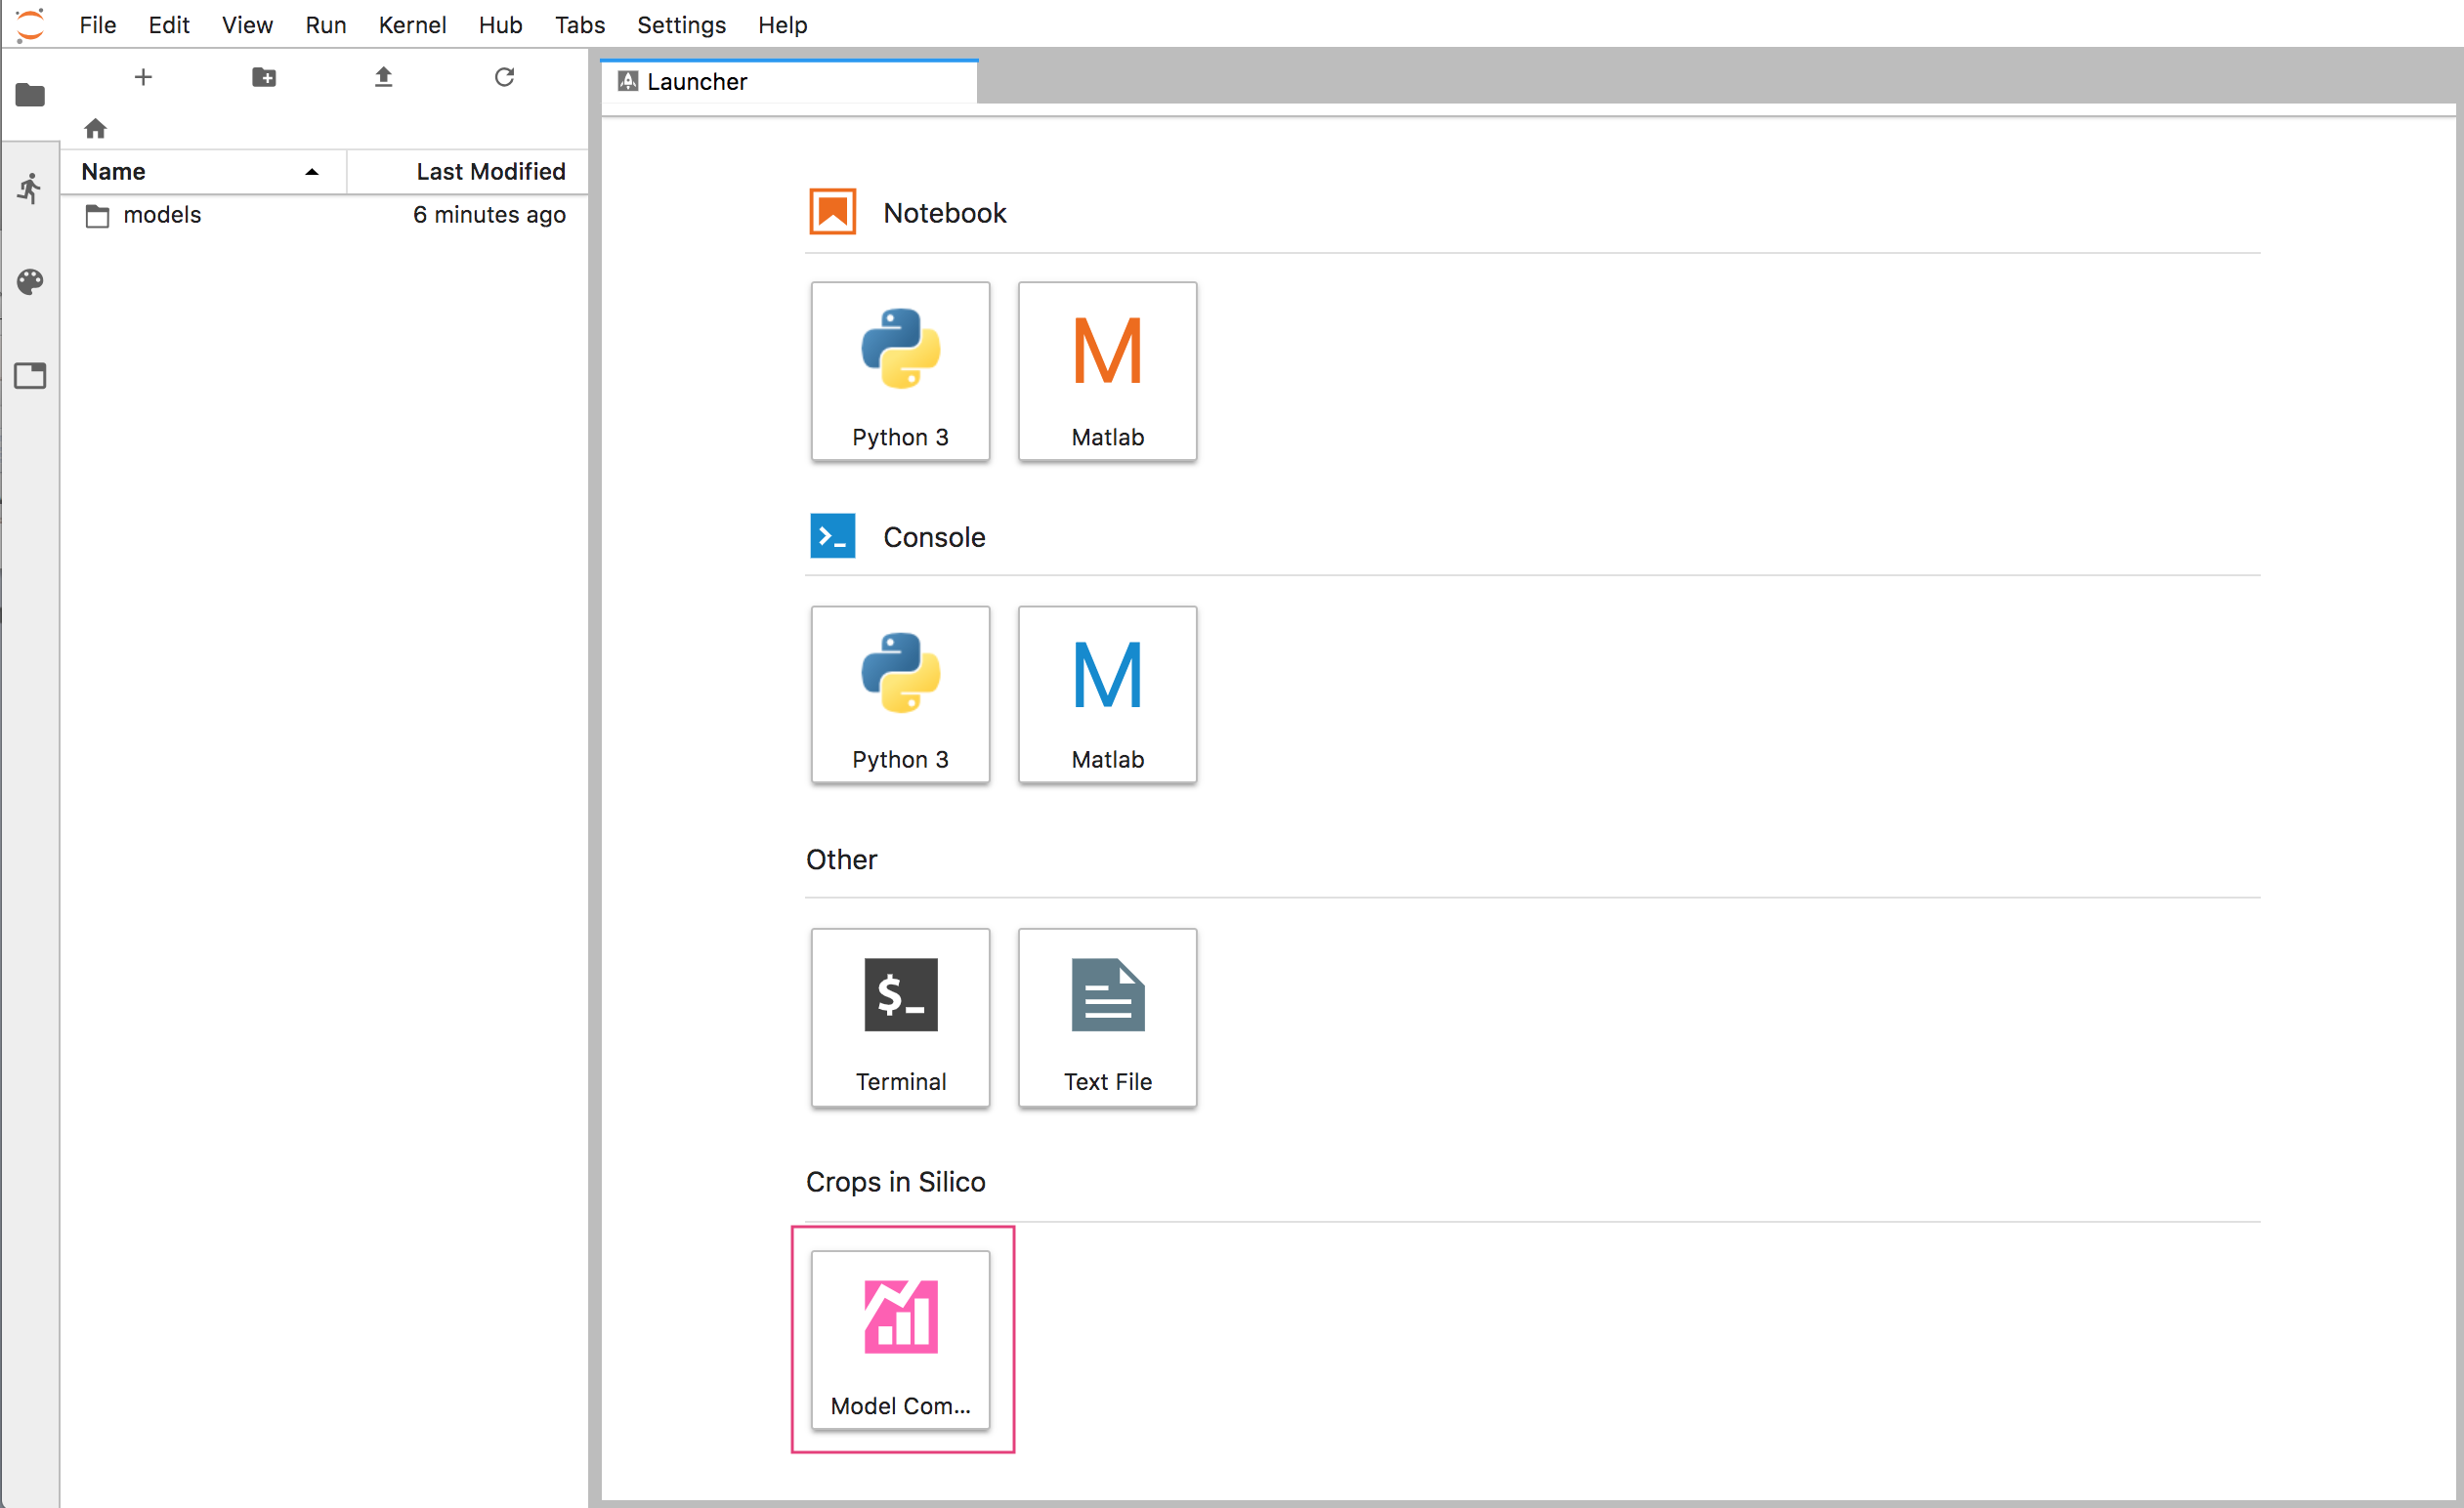 File Edit View Run Kernel Hub Tabs Settings Help
Launcher
Name Last Modified
models 6 minutes ago
Notebook
Python 3 Matlab
M M
Console
Python 3 Matlab
Other
$_
Terminal Text File
Crops in Silico
Model Com...